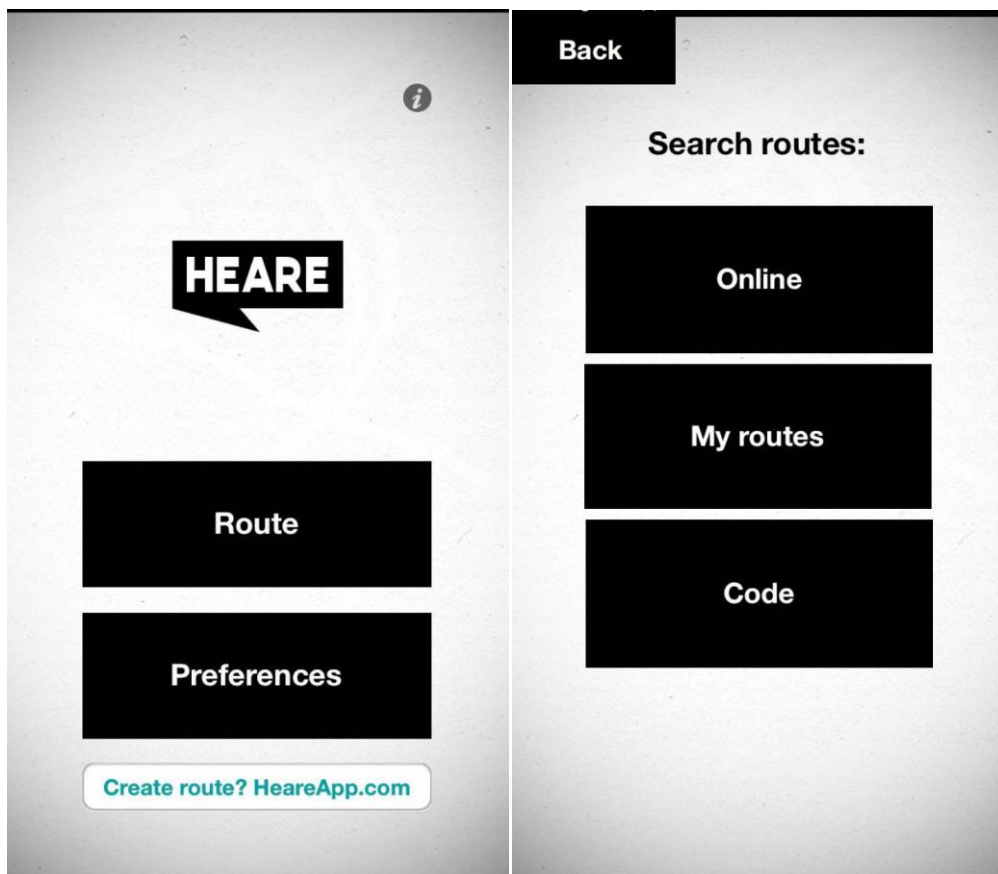 i
HEARE
Route
Preferences
Create route? HeareApp.com
Back
Search routes:
Online
My routes
Code